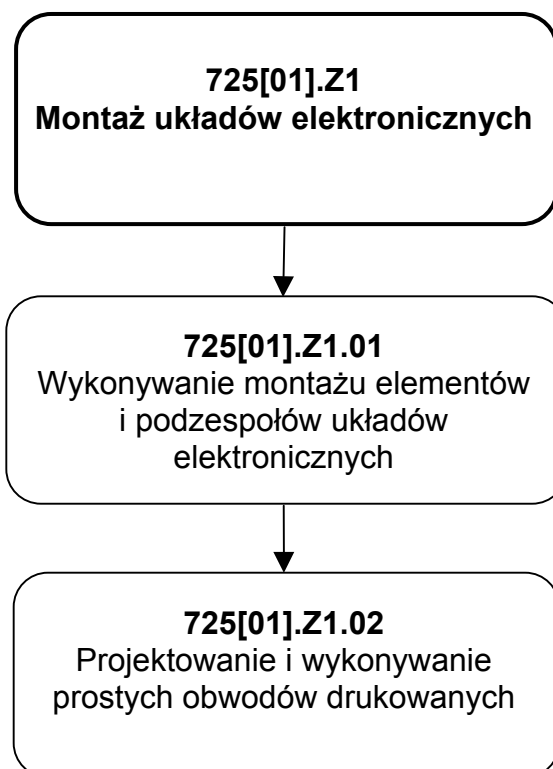 725[01].Z1
Montaż układów elektronicznych
725[01].Z1.01
Wykonywanie montażu elementów
i podzespołów układów
elektronicznych
725[01].Z1.02
Projektowanie i wykonywanie
prostych obwodów drukowanych